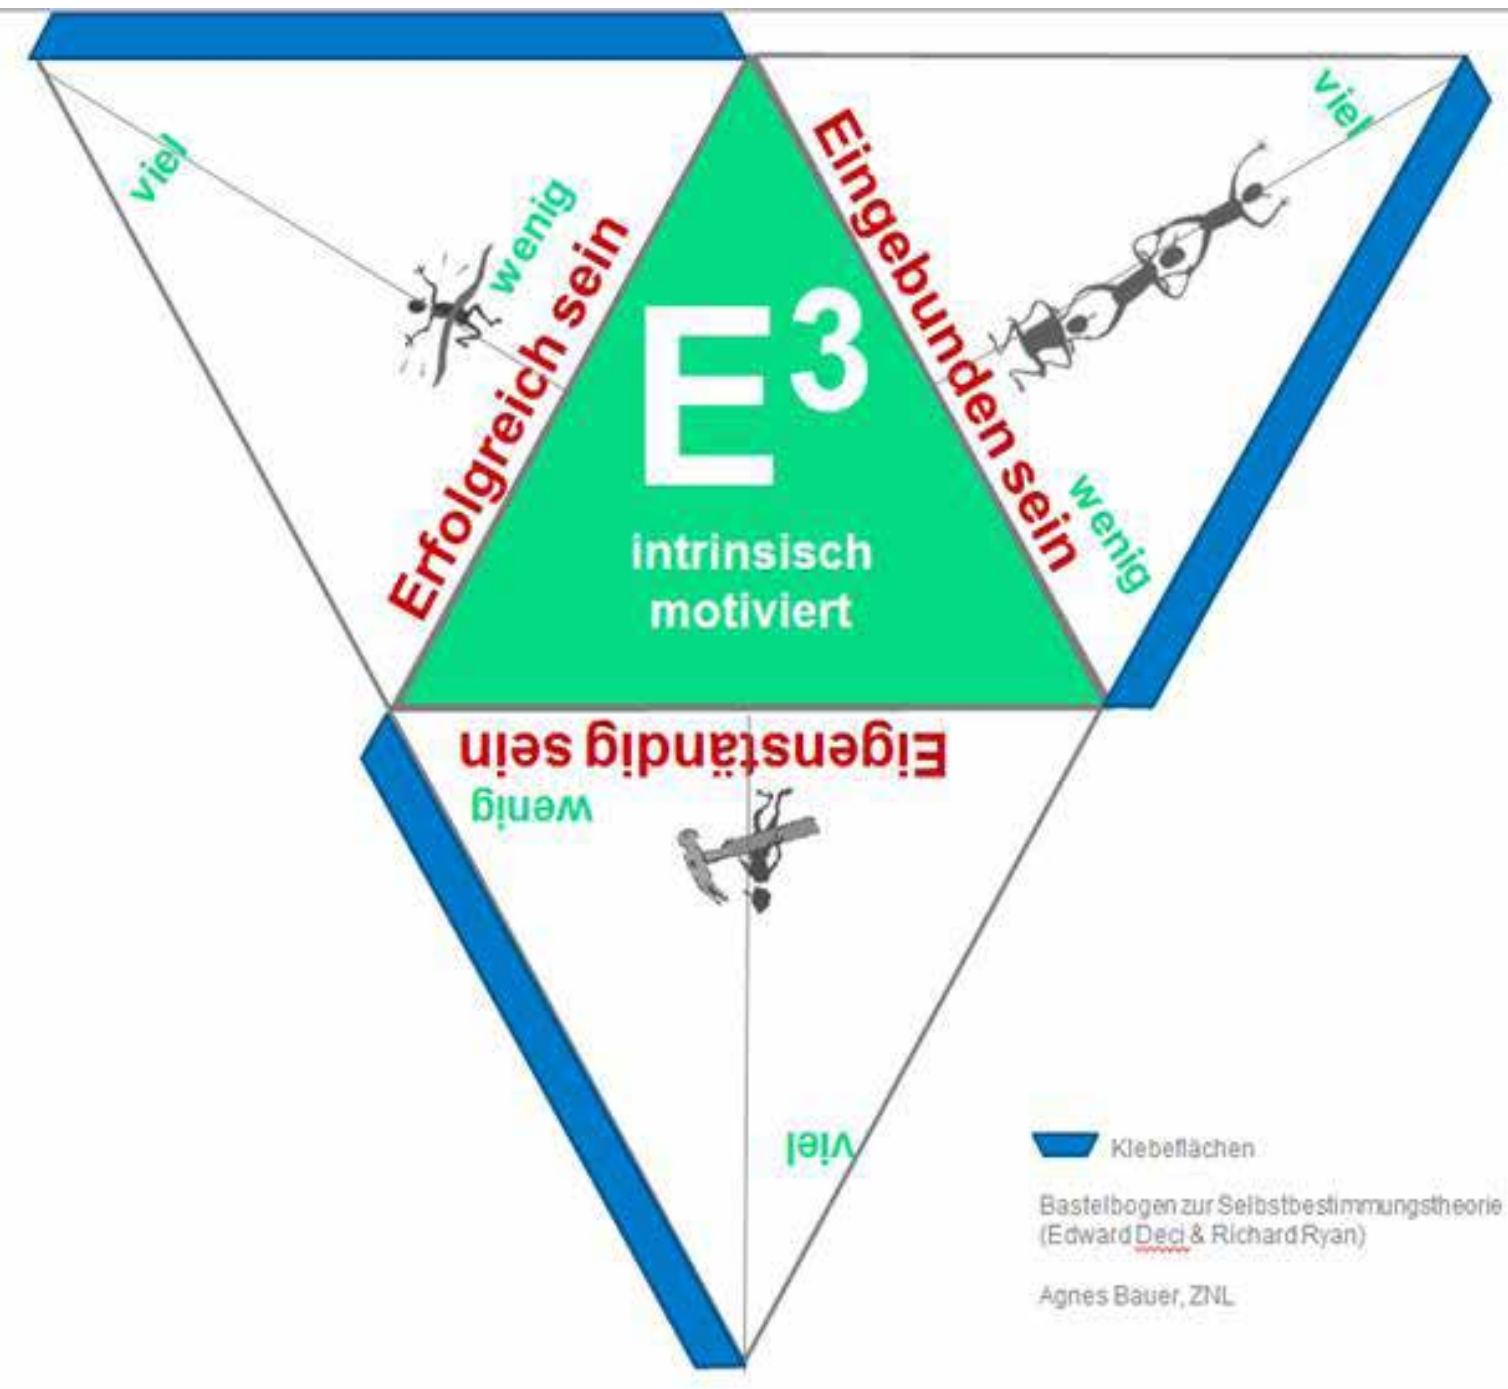 viel
wenig
Erfolgreich sein
Eingebunden sein
viel
wenig
E³
intrinsisch
motiviert
Eigenständig sein
wenig
viel
Klebeflächen
Bastelbogen zur Selbstbestimmungstheorie
(Edward Deci & Richard Ryan)
Agnes Bauer, ZNL